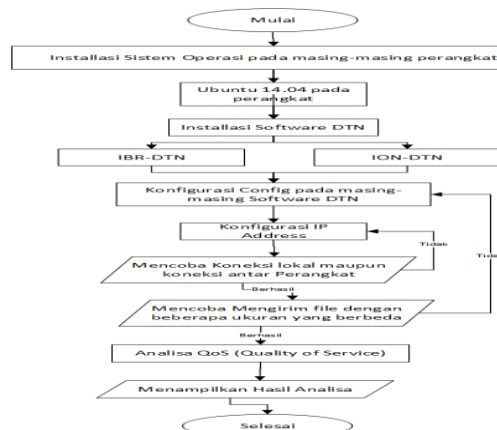 Mulai
Installasi Sistem Operasi pada masing-masing perangkat
Ubuntu 14.04 pada
perangkat
Installasi Software DTN
IBR-DTN
ION-DTN
Konfigurasi Config pada masing-
masing Software DTN
Konfigurasi IP
Address
Tidak
Tida
Mencoba Koneksi lokal maupun
koneksi antar Perangkat
Berhasil
Mencoba Mengirim file dengan
beberapa ukuran yang berbeda
Berhasil
Analisa QoS (Quality of Service)
Menampilkan Hasil Analisa
Selesai